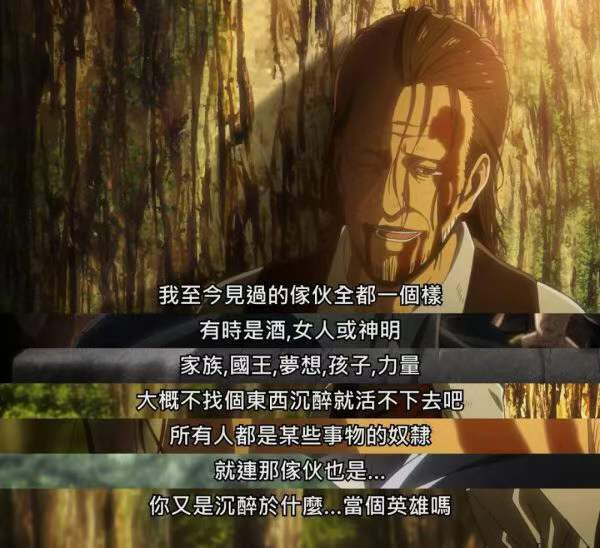 我至今見過的傢伙全都一個樣
有時是酒,女人或神明
家族,國王,夢想,孩子,力量
大概不找個東西沉醉就活不下去吧
所有人都是某些事物的奴隸
就連那傢伙也是...
你又是沉醉於什麼...當個英雄嗎